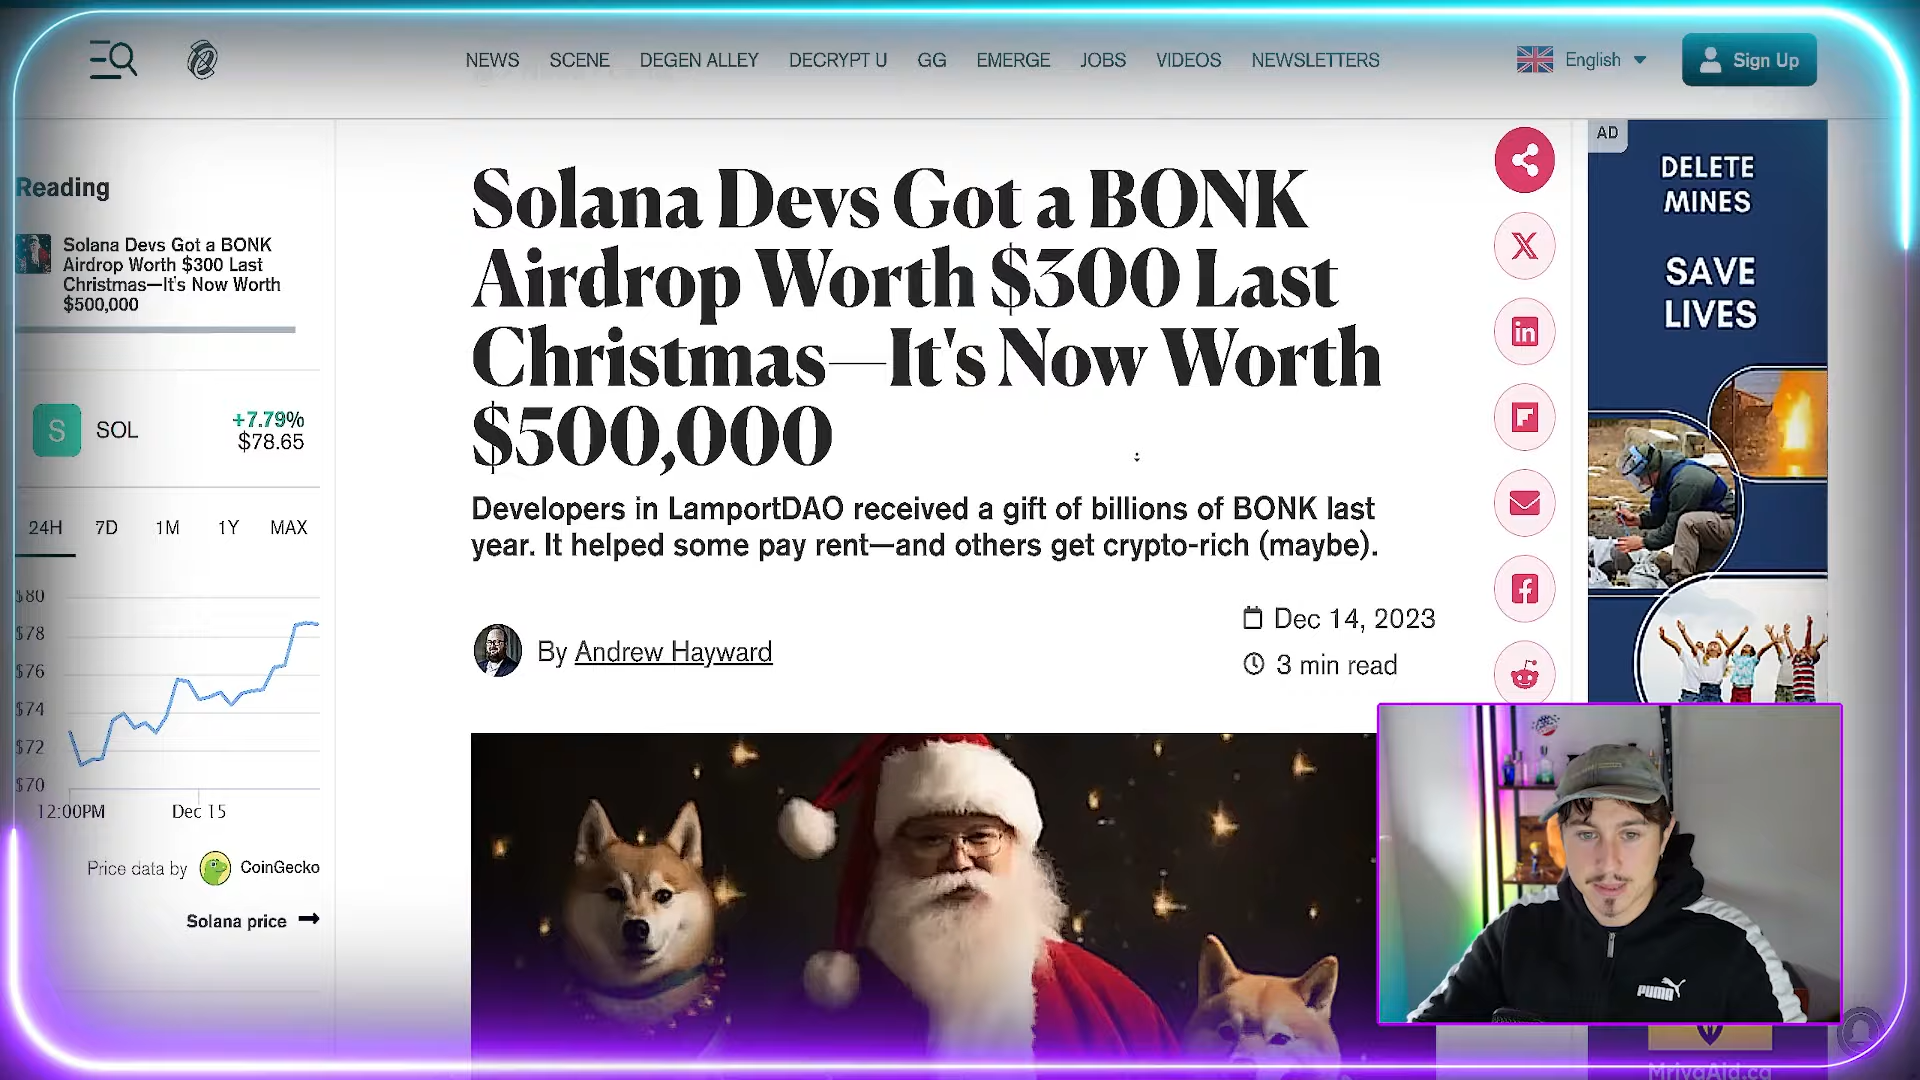 NEWS SCENE DEGEN ALLEY DECRYPT U GG EMERGE JOBS VIDEOS NEWSLETTERS English Sign Up
Reading
Solana Devs Got a BONK
Airdrop Worth $300 Last
Christmas—It's Now Worth
$500,000
S SOL +7.79%
$78.65
24H 7D 1M 1Y MAX
$80
$78
$76
$74
$72
$70
12:00PM Dec 15
Price data by CoinGecko
Solana price
Solana Devs Got a BONK
Airdrop Worth $300 Last
Christmas—It's Now Worth
$500,000
Developers in LamportDAO received a gift of billions of BONK last
year. It helped some pay rent—and others get crypto-rich (maybe).
By Andrew Hayward
Dec 14, 2023
3 min read
AD
DELETE
MINES
SAVE
LIVES
PUMA
MrivaAid.ca